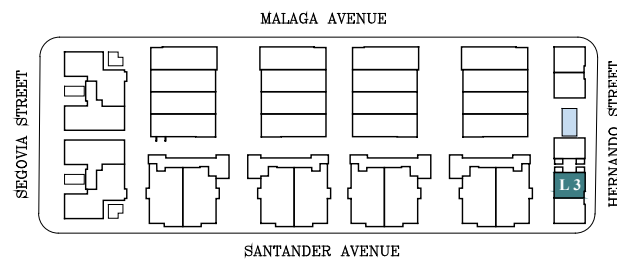 MALAGA AVENUE
SEGOVIA STREET
HERNANDO STREET
L 3
SANTANDER AVENUE